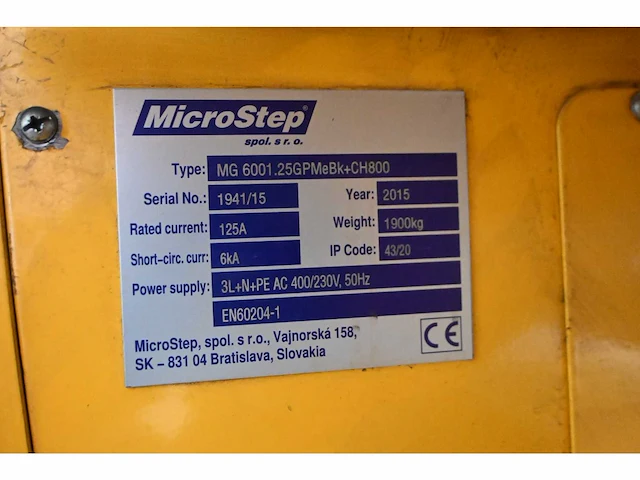 MicroStep®
spol. s r. o.
Type: MG 6001.25GPMeBk+CH800
Serial No.: 1941/15 Year: 2015
Rated current: 125A Weight: 1900kg
Short-circ. curr: 6kA IP Code: 43/20
Power supply: 3L+N+PE AC 400/230V, 50Hz
EN60204-1
MicroStep, spol. s r.o., Vajnorská 158,
SK – 831 04 Bratislava, Slovakia
CE